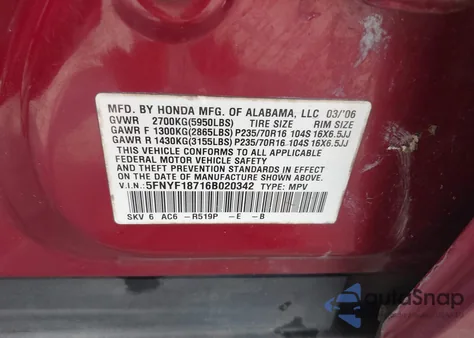 MFD. BY HONDA MFG. OF ALABAMA, LLC 03/'06
GVWR 2700KG(5950LBS) TIRE SIZE RIM SIZE
GAWR F 1300KG(2865LBS) P235/70R16 104S 16X6.5JJ
GAWR R 1430KG(3155LBS) P235/70R16 104S 16X6.5JJ
THIS VEHICLE CONFORMS TO ALL APPLICABLE
FEDERAL MOTOR VEHICLE SAFETY STANDARDS IN
EFFECT ON THE DATE OF MANUFACTURE SHOWN ABOVE.
V.I.N.: 5FNYF18716B020342 TYPE: MPV
SKV 6 AC6 -R519P -E -B
autoSnap